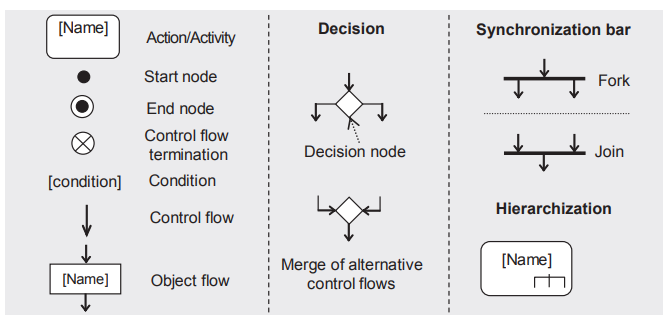 [Name]
Action/Activity
Start node
End node
Control flow
termination
[condition]
Condition
Control flow
[Name]
Object flow
Decision
Decision node
Merge of alternative
control flows
Synchronization bar
Fork
Join
Hierarchization
[Name]